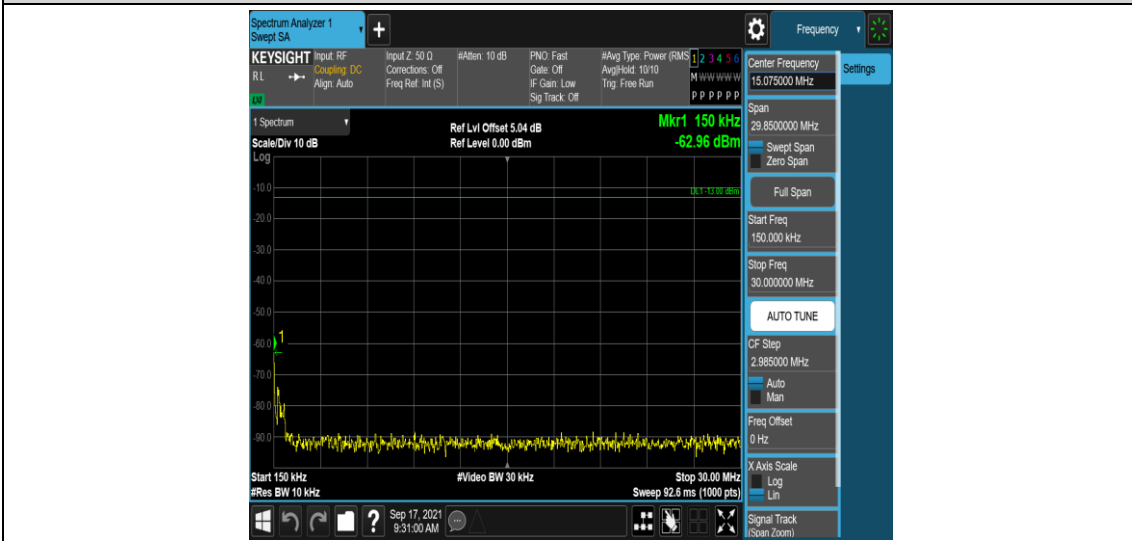 Spectrum Analyzer 1
Swept SA
+
Frequency
KEYSIGHT
RL
LXI
Input: RF
Coupling: DC
Align: Auto
Input Z: 50 Ω
Corrections: Off
Freq Ref: Int (S)
#Atten: 10 dB
PNO: Fast
Gate: Off
IF Gain: Low
Sig Track: Off
#Avg Type: Power (RMS
Avg|Hold: 10/10
Trig: Free Run
1 2 3 4 5 6
M W W W W W
P P P P P P
1 Spectrum
Scale/Div 10 dB
Log
Ref Lvl Offset 5.04 dB
Ref Level 0.00 dBm
Mkr1 150 kHz
-62.96 dBm
DL1 -13.00 dBm
-10.0
-20.0
-30.0
-40.0
-50.0
1
-60.0
-70.0
-80.0
-90.0
Start 150 kHz
#Res BW 10 kHz
#Video BW 30 kHz
Stop 30.00 MHz
Sweep 92.6 ms (1000 pts)
?
Sep 17, 2021
9:31:00 AM
Center Frequency
15.075000 MHz
Settings
Span
29.8500000 MHz
Swept Span
Zero Span
Full Span
Start Freq
150.000 kHz
Stop Freq
30.000000 MHz
AUTO TUNE
CF Step
2.985000 MHz
Auto
Man
Freq Offset
0 Hz
X Axis Scale
Log
Lin
Signal Track
(Span Zoom)